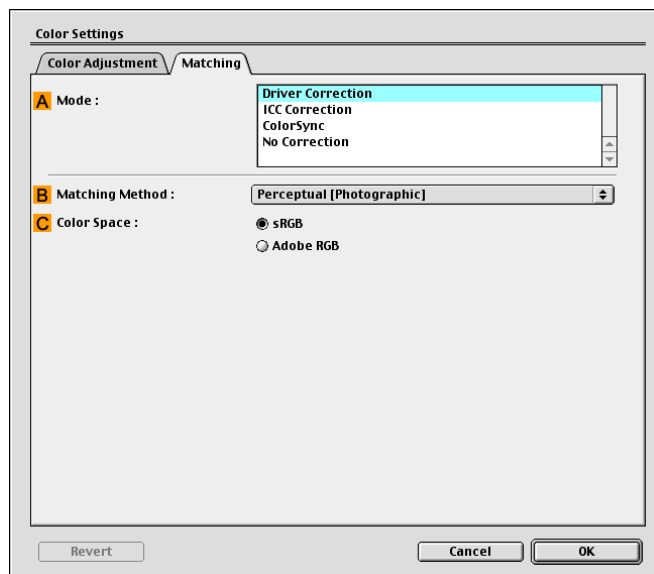 Color Settings
Color Adjustment Matching
A Mode :
Driver Correction
ICC Correction
ColorSync
No Correction
B Matching Method : Perceptual [Photographic]
C Color Space : sRGB
Adobe RGB
Revert Cancel OK